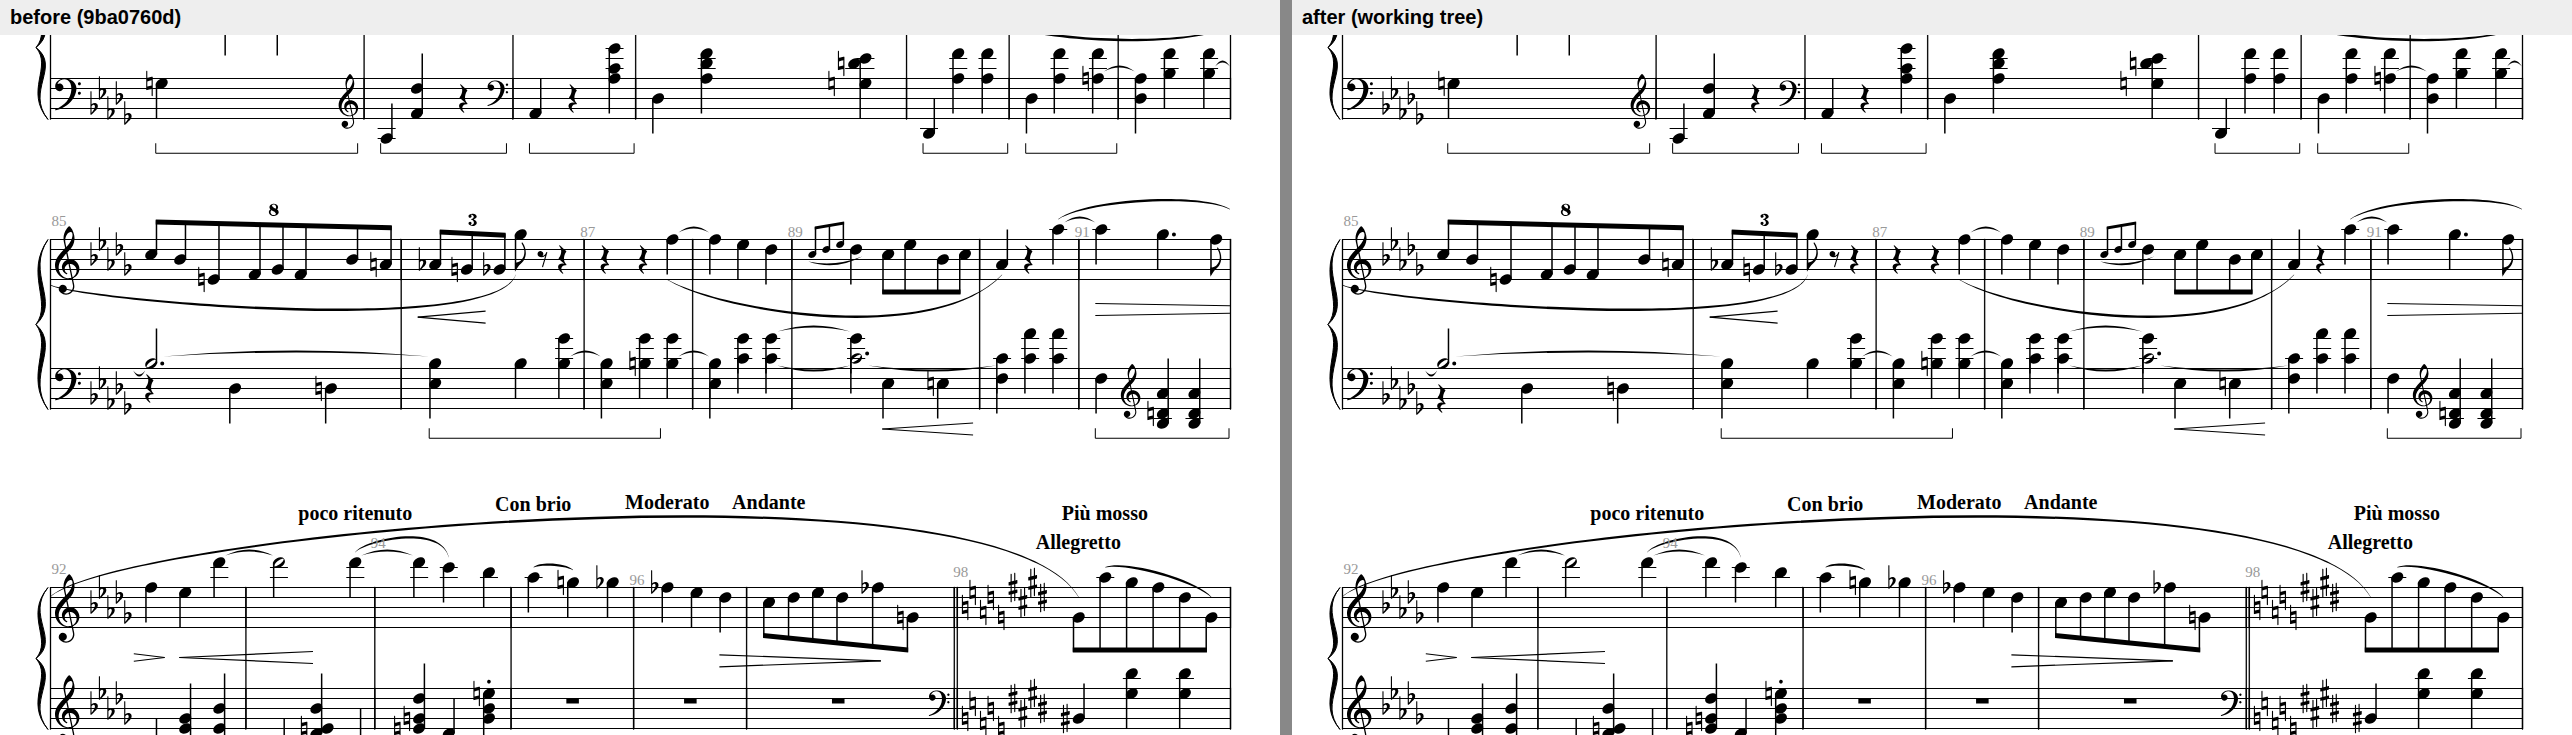 before (9ba0760d)
85
8
3
87
89
91
poco ritenuto
Con brio
Moderato
Andante
Più mosso
Allegretto
92
94
96
98
after (working tree)
85
8
3
87
89
91
poco ritenuto
Con brio
Moderato
Andante
Più mosso
Allegretto
92
94
96
98